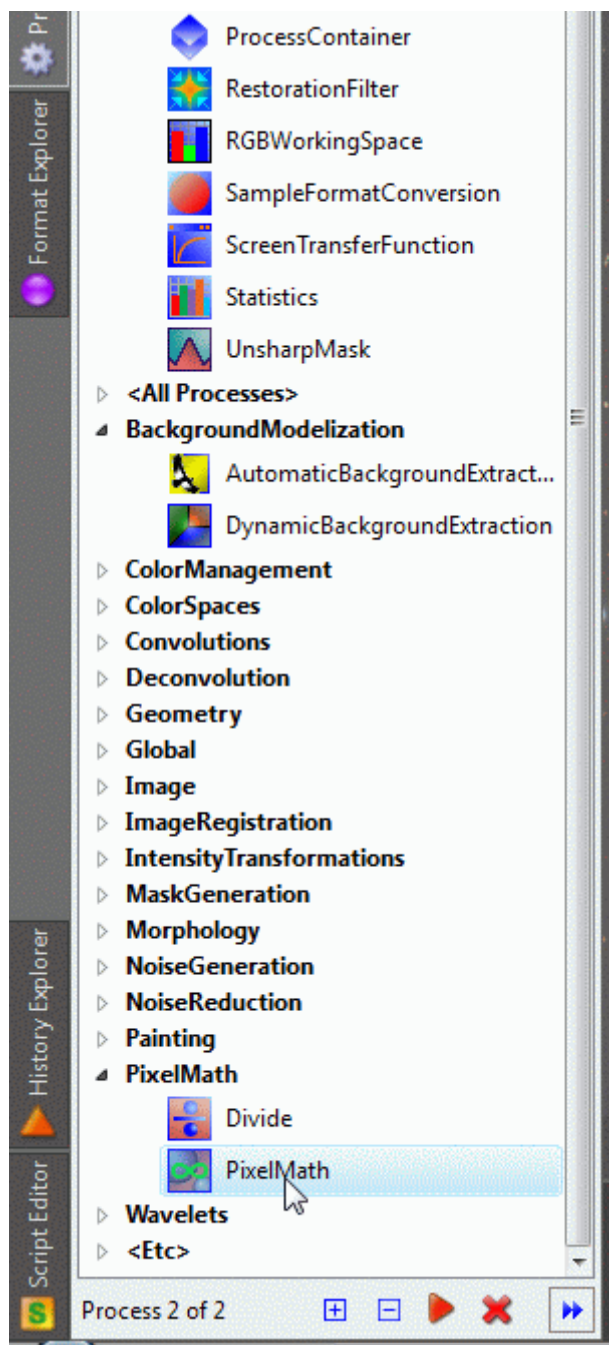 Pr
Format Explorer
History Explorer
Script Editor
S
ProcessContainer
RestorationFilter
RGBWorkingSpace
SampleFormatConversion
ScreenTransferFunction
Statistics
UnsharpMask
<All Processes>
BackgroundModelization
AutomaticBackgroundExtract...
DynamicBackgroundExtraction
ColorManagement
ColorSpaces
Convolutions
Deconvolution
Geometry
Global
Image
ImageRegistration
IntensityTransformations
MaskGeneration
Morphology
NoiseGeneration
NoiseReduction
Painting
PixelMath
Divide
PixelMath
Wavelets
<Etc>
Process 2 of 2